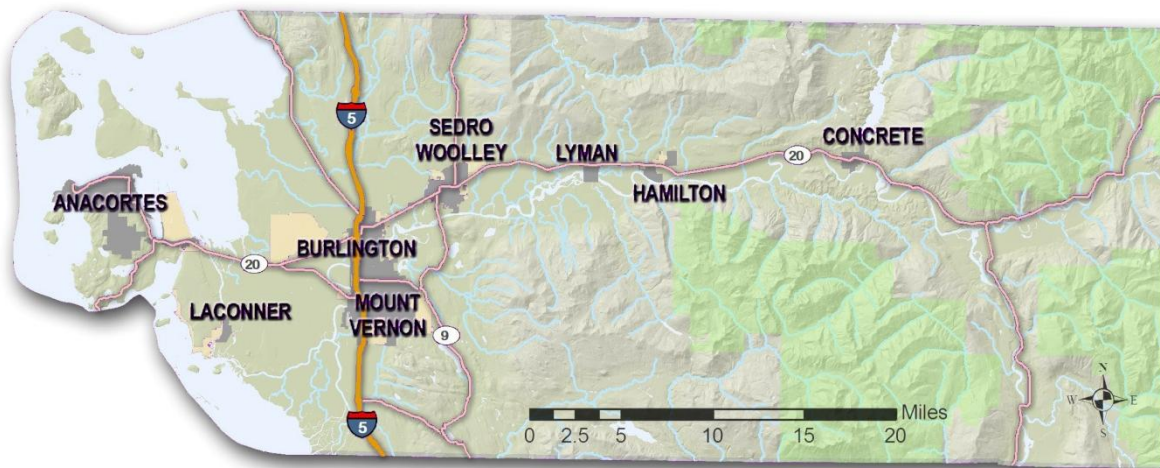 5
SEDRO
WOOLLEY
LYMAN
20
CONCRETE
HAMILTON
ANACORTES
BURLINGTON
20
LACONNER
MOUNT
VERNON
9
5
N
W E
S
Miles
0 2.5 5 10 15 20